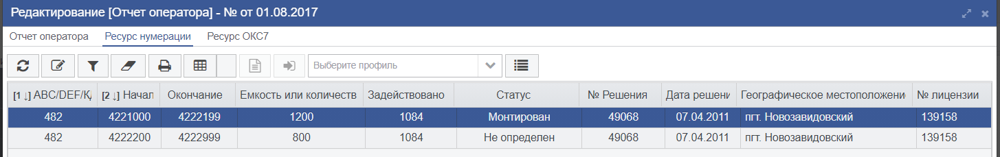 Редактирование [Отчет оператора] - № от 01.08.2017
Отчет оператора Ресурс нумерации Ресурс ОКС7
Выберите профиль
[1 ↓] ABC/DEF/КД [2 ↓] Начал Окончание Емкость или количеств Задействовано Статус № Решения Дата решени Географическое местоположение № лицензии
482 4221000 4222199 1200 1084 Монтирован 49068 07.04.2011 пгт. Новозавидовский 139158
482 4222200 4222999 800 1084 Не определен 49068 07.04.2011 пгт. Новозавидовский 139158